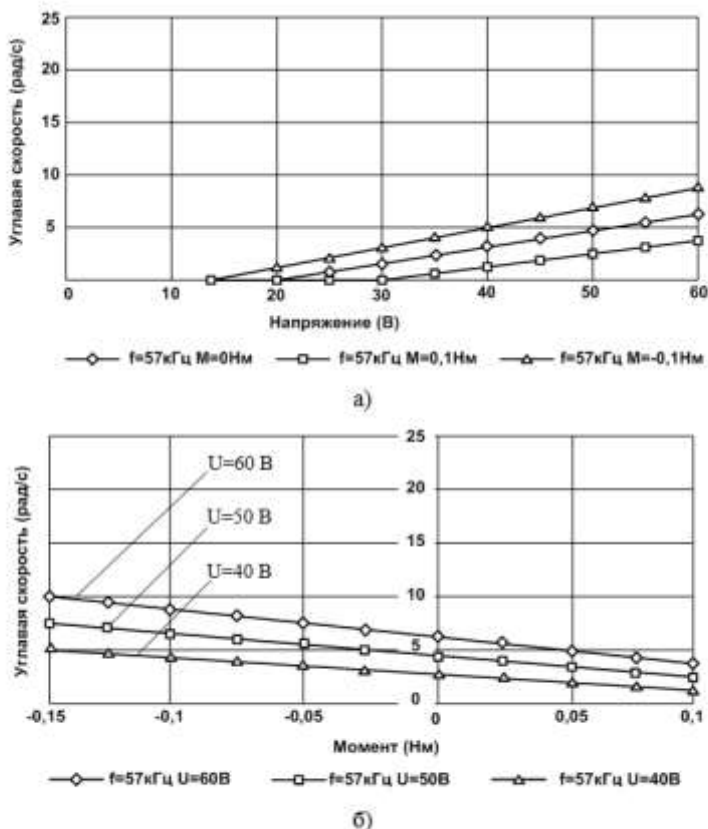 25
20
15
10
5
Углавая скорость (рад/с)
0 10 20 30 40 50 60
Напряжение (В)
f=57кГц M=0Нм f=57кГц M=0,1Нм f=57кГц M=-0,1Нм
а)
25
20
15
10
5
0
U=60 В
U=50 В
U=40 В
Углавая скорость (рад/с)
-0,15 -0,1 -0,05 0 0,05 0,1
Момент (Нм)
f=57кГц U=60В f=57кГц U=50В f=57кГц U=40В
б)